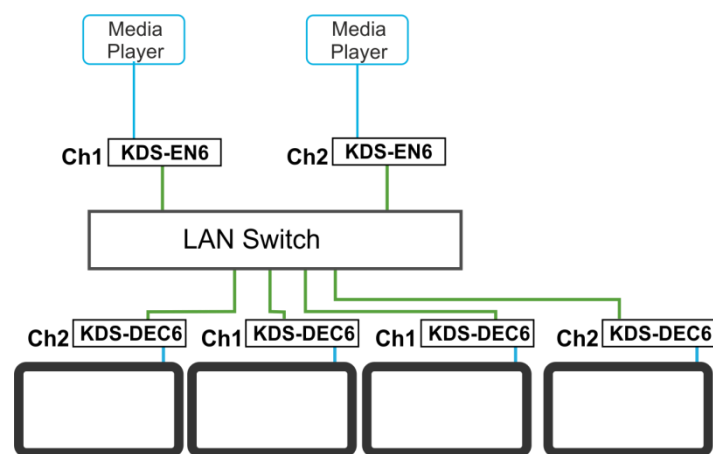 Media
Player
Media
Player
Ch1 KDS-EN6
Ch2 KDS-EN6
LAN Switch
Ch2 KDS-DEC6
Ch1 KDS-DEC6
Ch1 KDS-DEC6
Ch2 KDS-DEC6